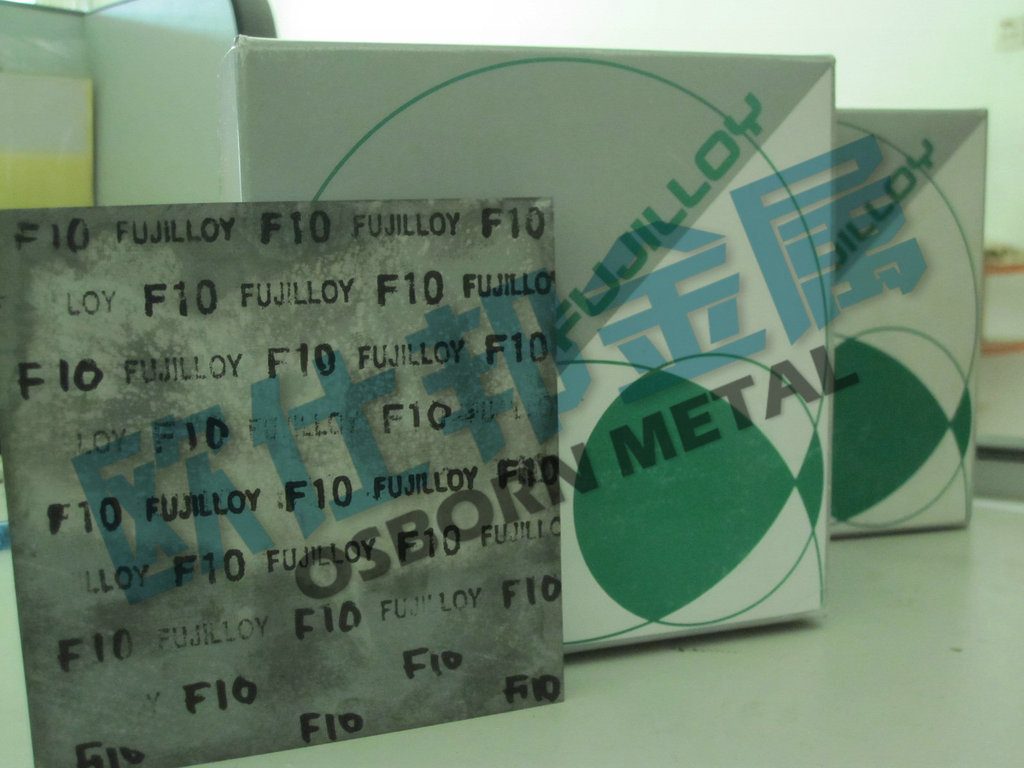 F10 FUJILLOY F10 FUJILLOY F10
LOY F10 FUJILLOY F10 FUJILLO
F10 FUJILLOY F10 FUJILLOY F10
LOY F10 FUJILLOY F10
F10 FUJILLOY F10 FUJILLOY F10
LLOY F10 FUJILLOY F10 FUJILLO
F10 FUJILLOY F10 FUJILLOY F10
Y F10 F10
F10 F10 F10
FUJILLOY
JILLOY
欧仕邦金属
OSBORN METAL